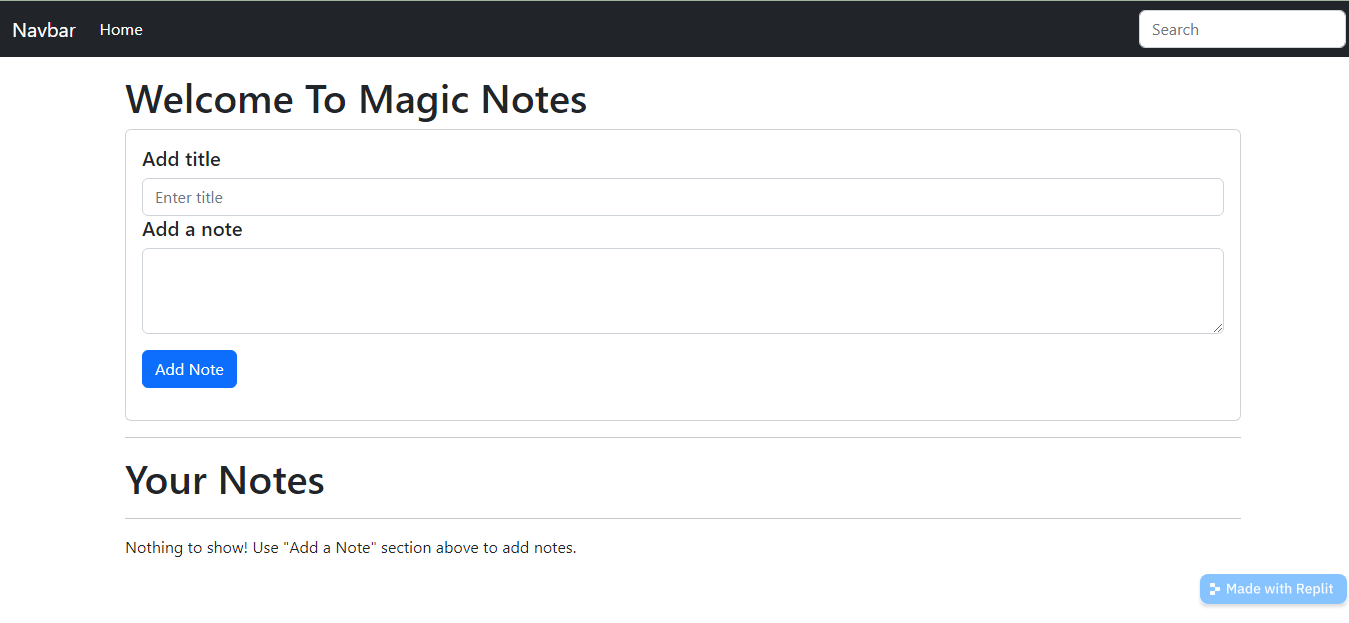 Navbar Home Search
Welcome To Magic Notes
Add title
Enter title
Add a note
Add Note
Your Notes
Nothing to show! Use "Add a Note" section above to add notes.
Made with Replit